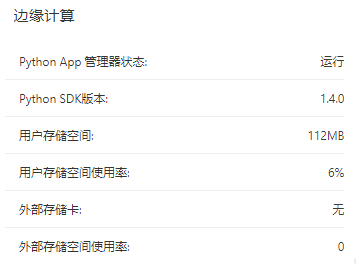 边缘计算
Python App 管理器状态: 运行
Python SDK版本: 1.4.0
用户存储空间: 112MB
用户存储空间使用率: 6%
外部存储卡: 无
外部存储空间使用率: 0